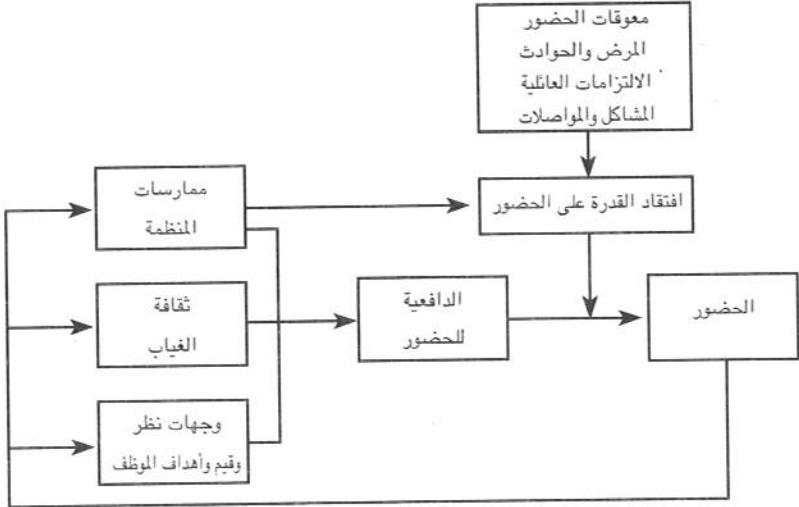 معوقات الحضور
المرض والحوادث
الالتزامات العائلية
المشاكل والمواصلات
افتقاد القدرة على الحضور
ممارسات
المنظمة
ثقافة
الغياب
وجهات نظر
وقيم وأهداف الموظف
الدافعية
للحضور
الحضور